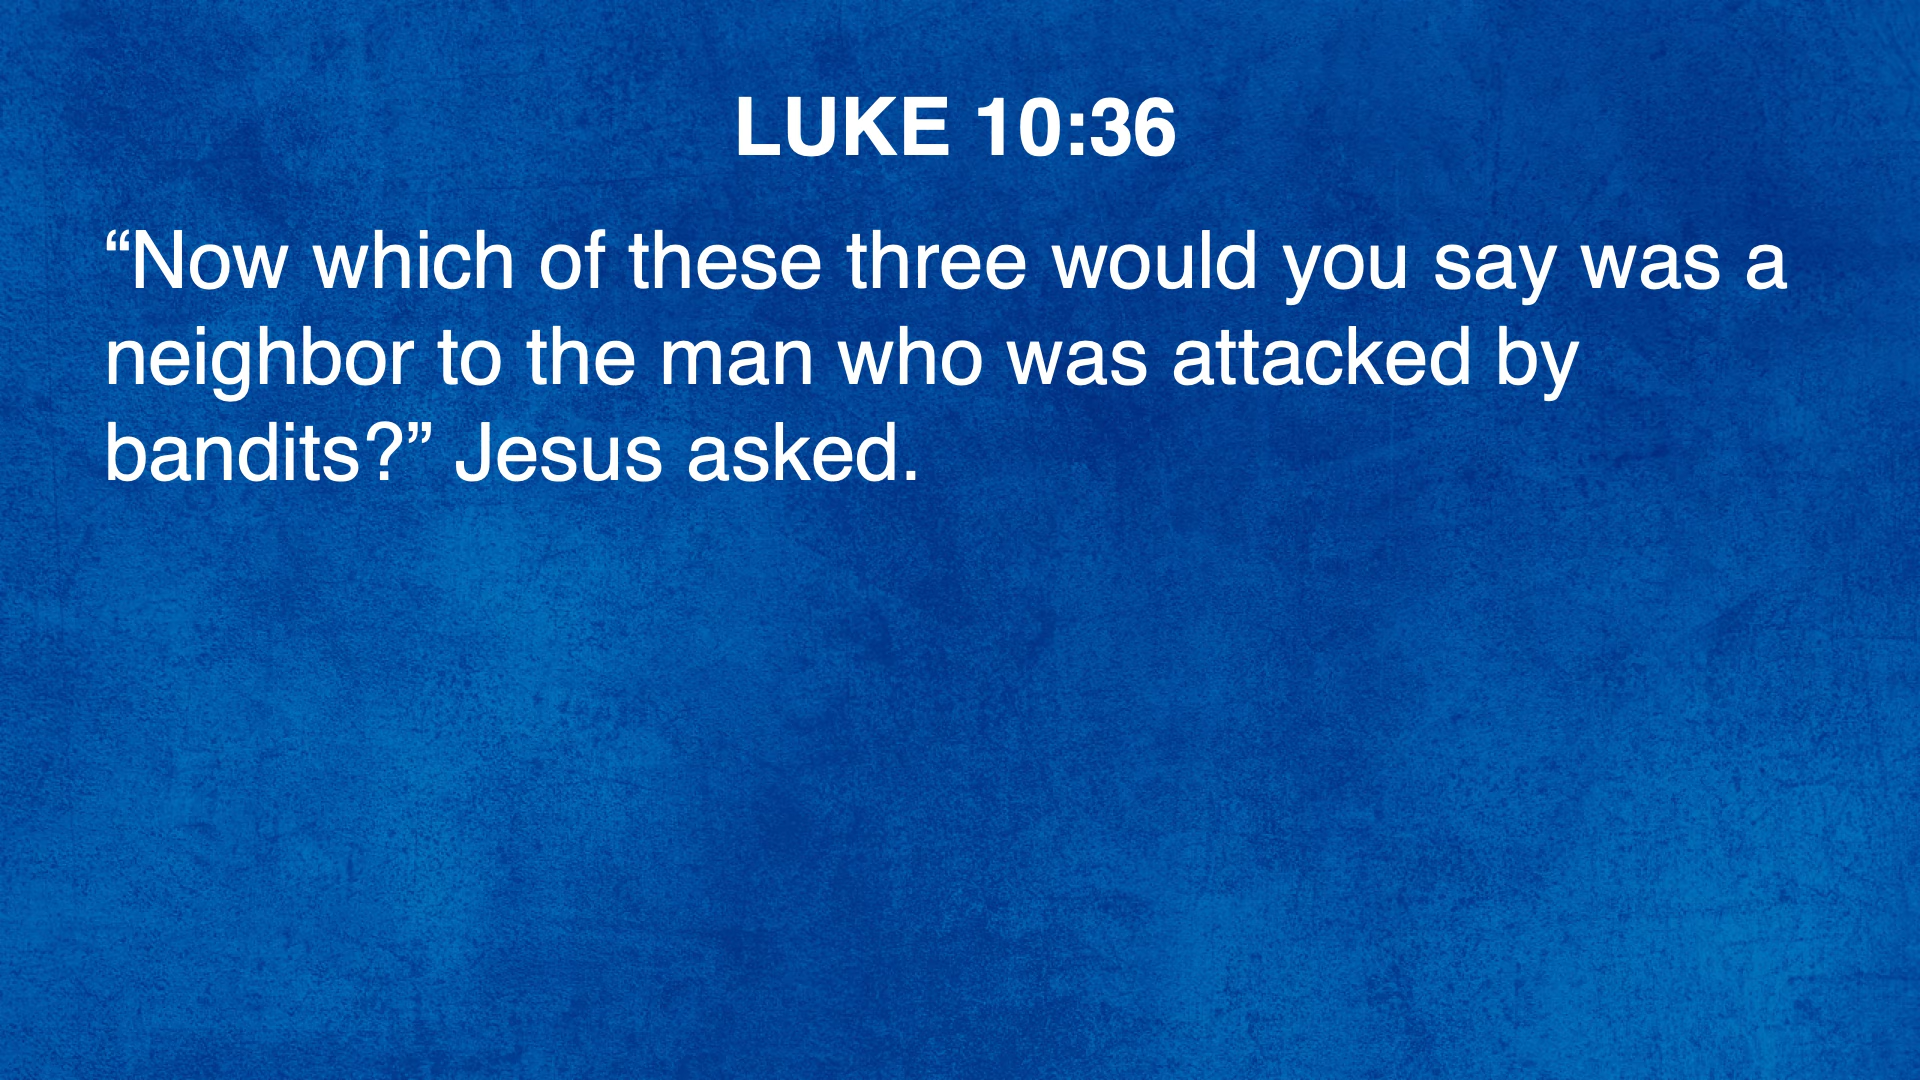 LUKE 10:36
“Now which of these three would you say was a
neighbor to the man who was attacked by
bandits?” Jesus asked.